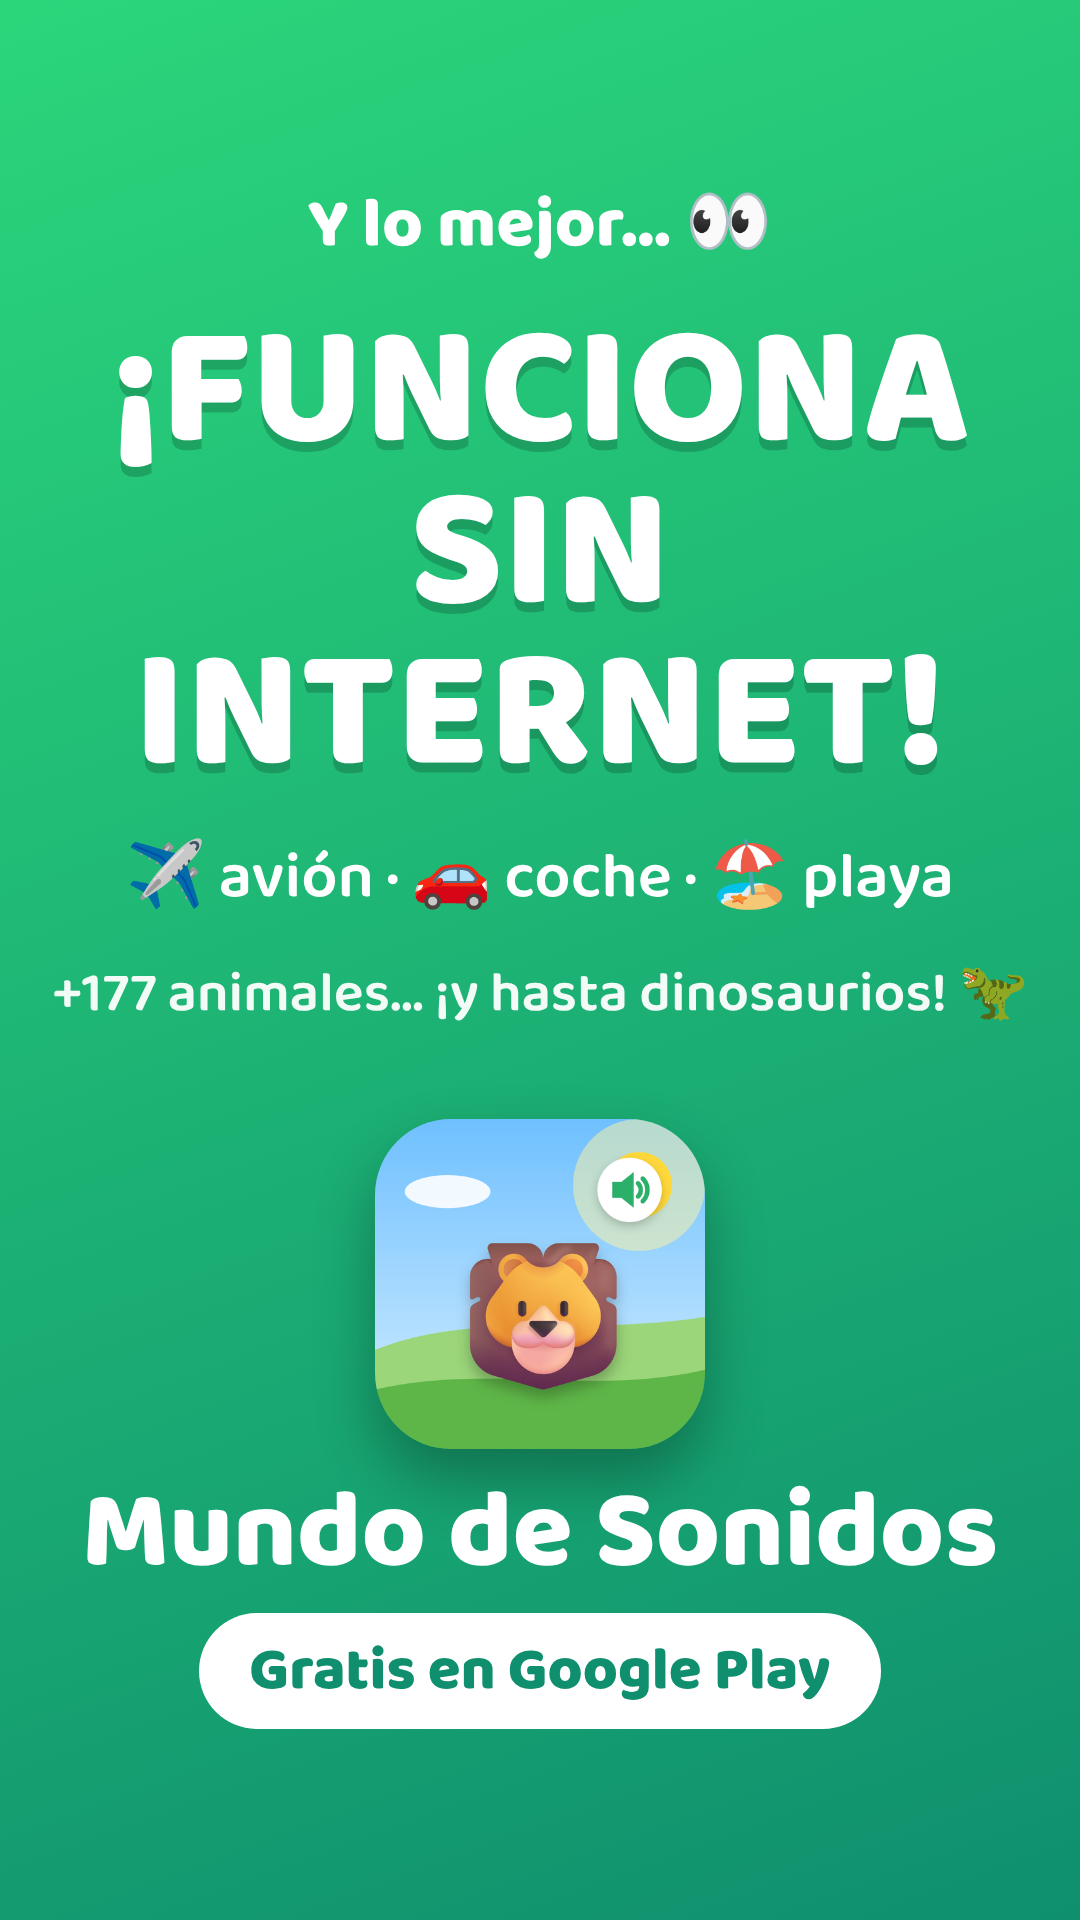 Y lo mejor... 👀
¡FUNCIONA
SIN
INTERNET!
✈️ avión · 🚗 coche · 🏖️ playa
+177 animales... ¡y hasta dinosaurios! 🦖
Mundo de Sonidos
Gratis en Google Play